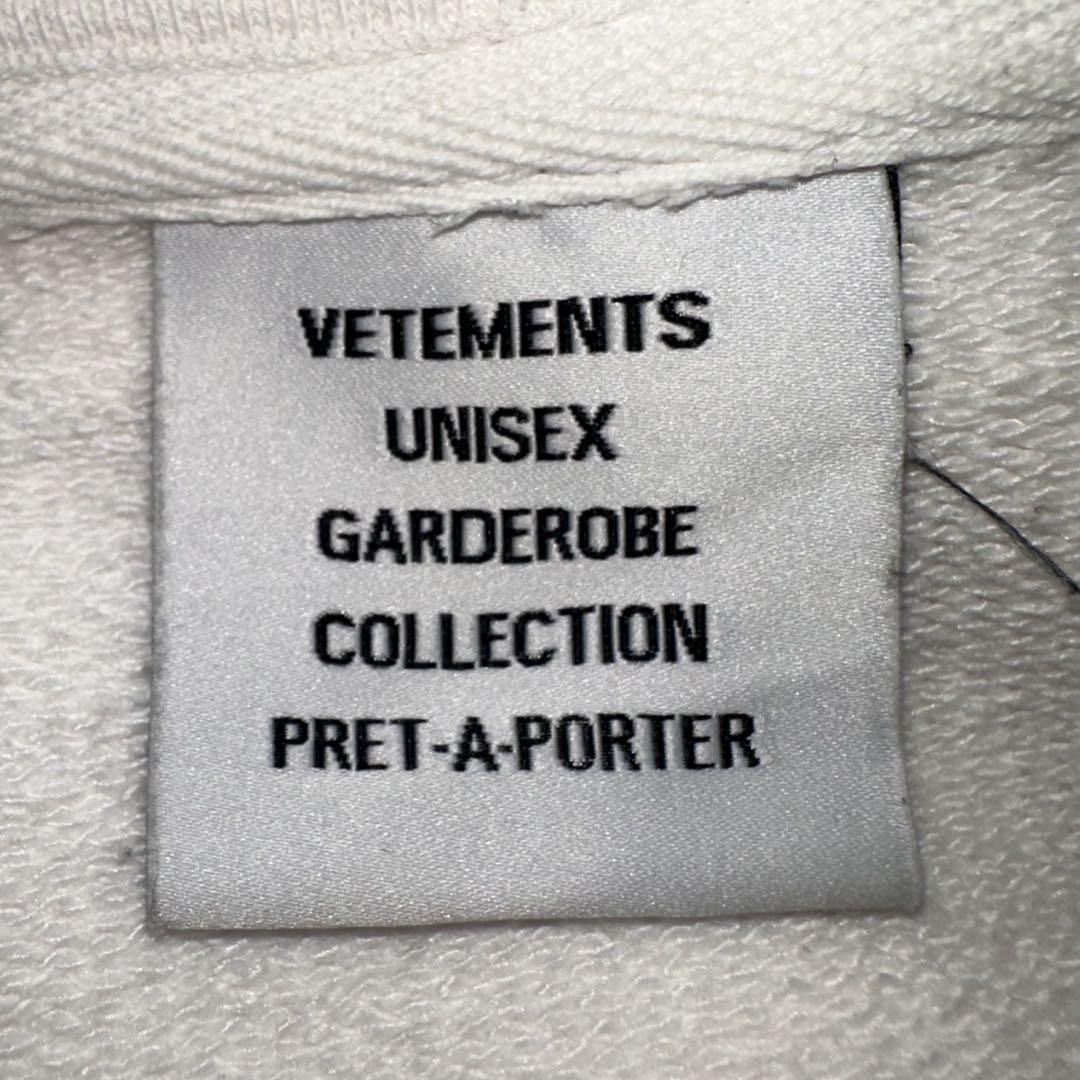 VETEMENTS
UNISEX
GARDEROBE
COLLECTION
PRET-A-PORTER